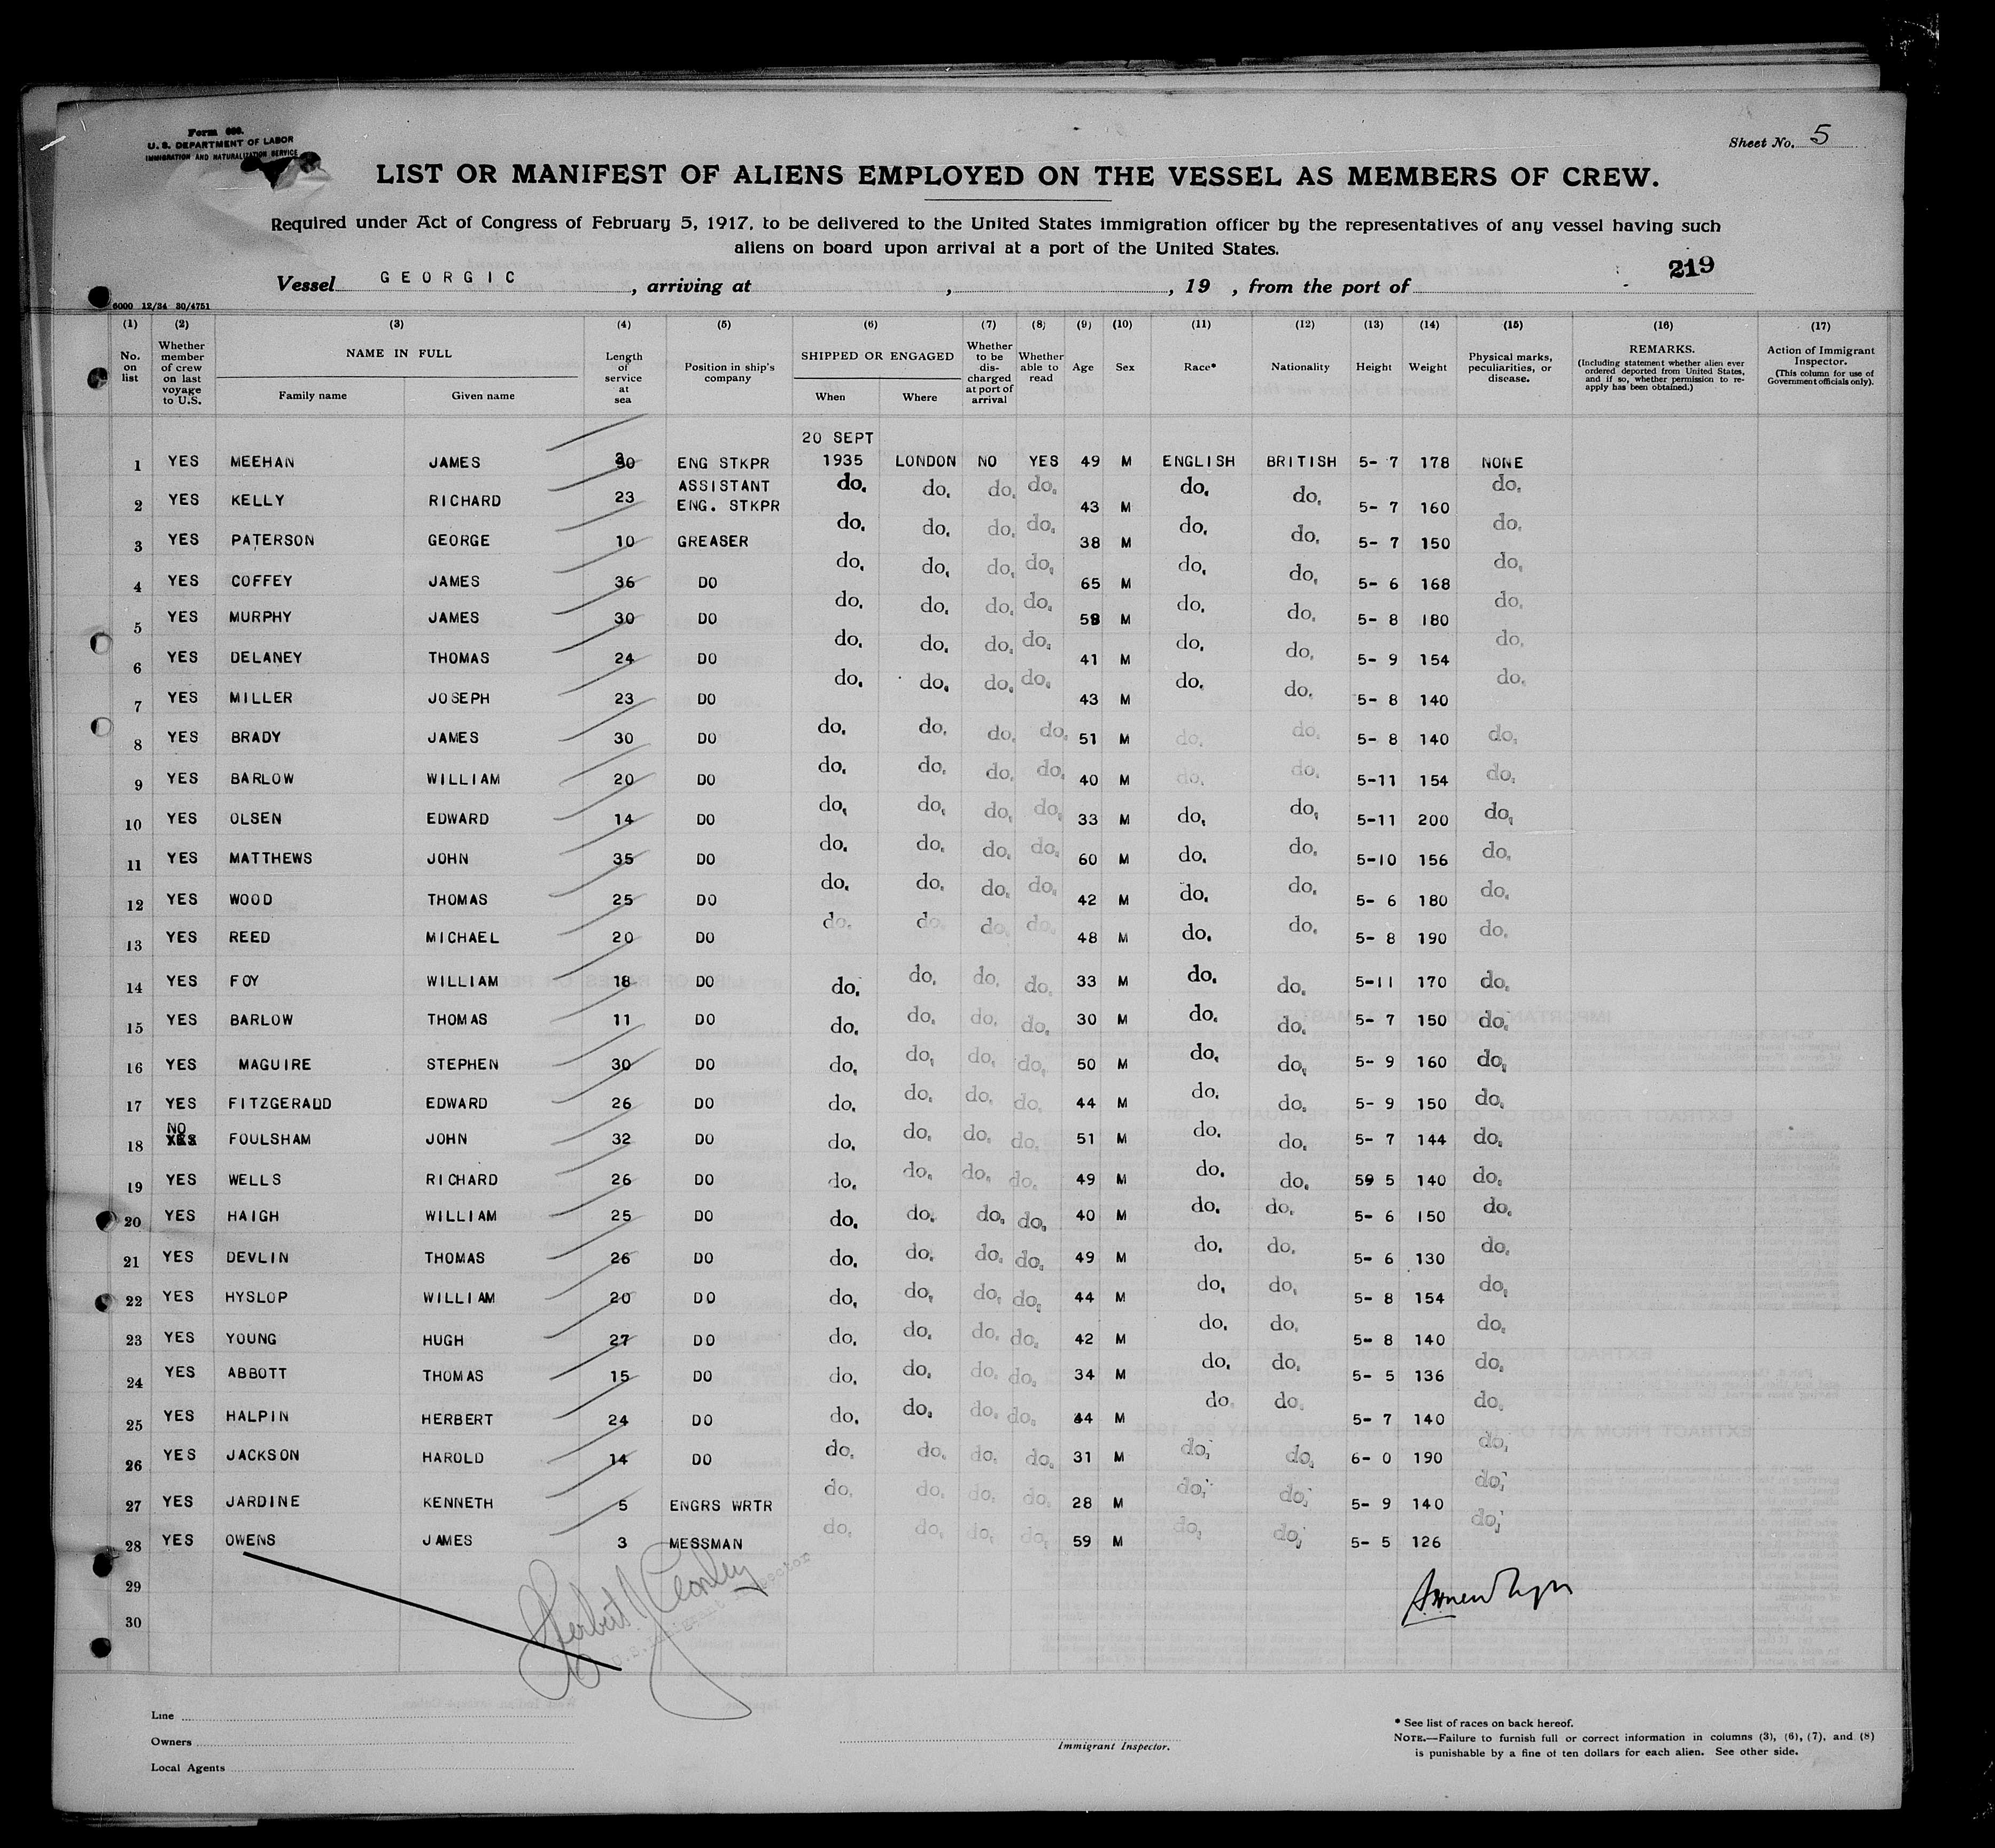 Form 680.
U. S. DEPARTMENT OF LABOR
IMMIGRATION AND NATURALIZATION SERVICE
Sheet No. 5
LIST OR MANIFEST OF ALIENS EMPLOYED ON THE VESSEL AS MEMBERS OF CREW.
Required under Act of Congress of February 5, 1917, to be delivered to the United States immigration officer by the representatives of any vessel having such
aliens on board upon arrival at a port of the United States.
219
Vessel GEORGIC, arriving at , , 19 , from the port of
6000 12/34 30/4751
(1) (2) (3) (4) (5) (6) (7) (8) (9) (10) (11) (12) (13) (14) (15) (16) (17)
No. on list
Whether member of crew on last voyage to U.S.
NAME IN FULL
Family name
Given name
Length of service at sea
Position in ship's company
SHIPPED OR ENGAGED
When
Where
Whether to be discharged at port of arrival
Whether able to read
Age
Sex
Race*
Nationality
Height
Weight
Physical marks, peculiarities, or disease.
REMARKS.
(Including statement whether alien ever ordered deported from United States, and if so, whether permission to reapply has been obtained.)
Action of Immigrant Inspector.
(This column for use of Government officials only).
20 SEPT
1 YES MEEHAN JAMES 30 ENG STKPR 1935 LONDON NO YES 49 M ENGLISH BRITISH 5- 7 178 NONE
2 YES KELLY RICHARD 23 ASSISTANT ENG. STKPR do. do. do. do. 43 M do. do. 5- 7 160 do.
3 YES PATERSON GEORGE 10 GREASER do. do. do. do. 38 M do. do. 5- 7 150 do.
4 YES COFFEY JAMES 36 DO do. do. do. do. 65 M do. do. 5- 6 168 do.
5 YES MURPHY JAMES 30 DO do. do. do. do. M do. do. 5- 8 180 do.
6 YES DELANEY THOMAS 24 DO do. do. do. do. 41 M do. do. 5- 9 154 do.
7 YES MILLER JOSEPH 23 DO do. do. do. do. 43 M do. do. 5- 8 140 do.
8 YES BRADY JAMES 30 DO do. do. do. do. 51 M do. do. 5- 8 140 do.
9 YES BARLOW WILLIAM 20 DO do. do. do. do. 40 M do. do. 5-11 154 do.
10 YES OLSEN EDWARD 14 DO do. do. do. do. 33 M do. do. 5-11 200 do.
11 YES MATTHEWS JOHN 35 DO do. do. do. do. 60 M do. do. 5-10 156 do.
12 YES WOOD THOMAS 25 DO do. do. do. do. 42 M do. do. 5- 6 180 do.
13 YES REED MICHAEL 20 DO do. do. do. do. 48 M do. do. 5- 8 190 do.
14 YES FOY WILLIAM 18 DO do. do. do. do. 33 M do. do. 5-11 170 do.
15 YES BARLOW THOMAS 11 DO do. do. do. do. 30 M do. do. 5- 7 150 do.
16 YES MAGUIRE STEPHEN 30 DO do. do. do. do. 50 M do. do. 5- 9 160 do.
17 YES FITZGERALD EDWARD 26 DO do. do. do. do. 44 M do. do. 5- 9 150 do.
18 NO FOULSHAM JOHN 32 DO do. do. do. do. 51 M do. do. 5- 7 144 do.
19 YES WELLS RICHARD 26 DO do. do. do. do. 49 M do. do. 5 5 140 do.
20 YES HAIGH WILLIAM 25 DO do. do. do. do. 40 M do. do. 5- 6 150 do.
21 YES DEVLIN THOMAS 26 DO do. do. do. do. 49 M do. do. 5- 6 130 do.
22 YES HYSLOP WILLIAM 20 DO do. do. do. do. 44 M do. do. 5- 8 154 do.
23 YES YOUNG HUGH 27 DO do. do. do. do. 42 M do. do. 5- 8 140 do.
24 YES ABBOTT THOMAS 15 DO do. do. do. do. 34 M do. do. 5- 5 136 do.
25 YES HALPIN HERBERT 24 DO do. do. do. do. 44 M do. do. 5- 7 140 do.
26 YES JACKSON HAROLD 14 DO do. do. do. do. 31 M do. do. 6- 0 190 do.
27 YES JARDINE KENNETH 5 ENGRS WRTR do. do. do. do. 28 M do. do. 5- 9 140 do.
28 YES OWENS JAMES 3 MESSMAN do. do. do. do. 59 M do. do. 5- 5 126 do.
29
30
Herbert J
Line
Owners
Local Agents
Immigrant Inspector.
* See list of races on back hereof.
NOTE.—Failure to furnish full or correct information in columns (3), (6), (7), and (8)
is punishable by a fine of ten dollars for each alien. See other side.